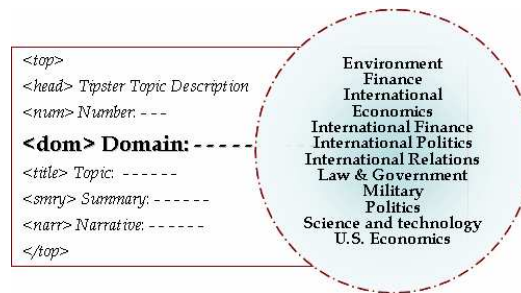 <top>
<head> Tipster Topic Description
<num> Number: - - -
<dom> Domain: - - - - -
<title> Topic: - - - - - -
<smry> Summary: - - - - - -
<narr> Narrative: - - - - - -
</top>
Environment
Finance
International
Economics
International Finance
International Politics
International Relations
Law & Government
Military
Politics
Science and technology
U.S. Economics